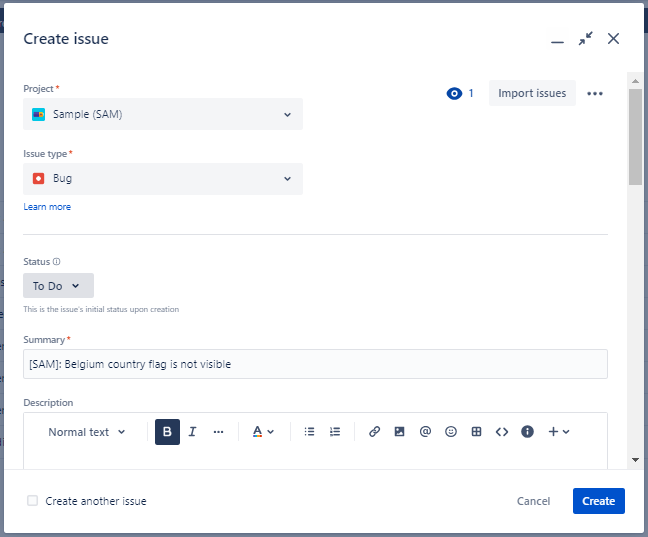 Create issue
Project *
1
Import issues
Sample (SAM)
Issue type *
Bug
Learn more
Status
To Do
This is the issue's initial status upon creation
Summary *
[SAM]: Belgium country flag is not visible
Description
Normal text
B I A @
Create another issue
Cancel
Create